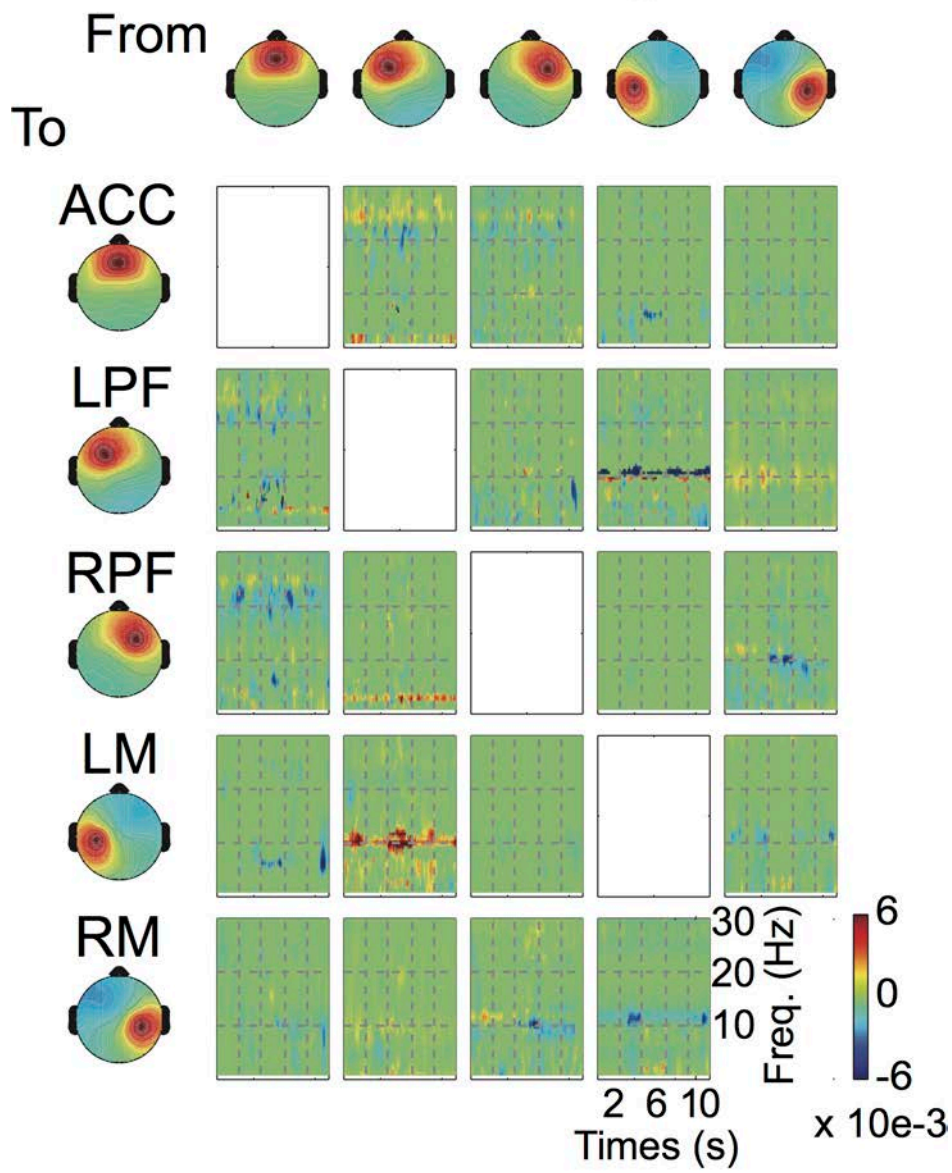 From
To
ACC
LPF
RPF
LM
RM
30
20
10
Freq. (Hz)
2 6 10
Times (s)
6
0
-6
x 10e-3